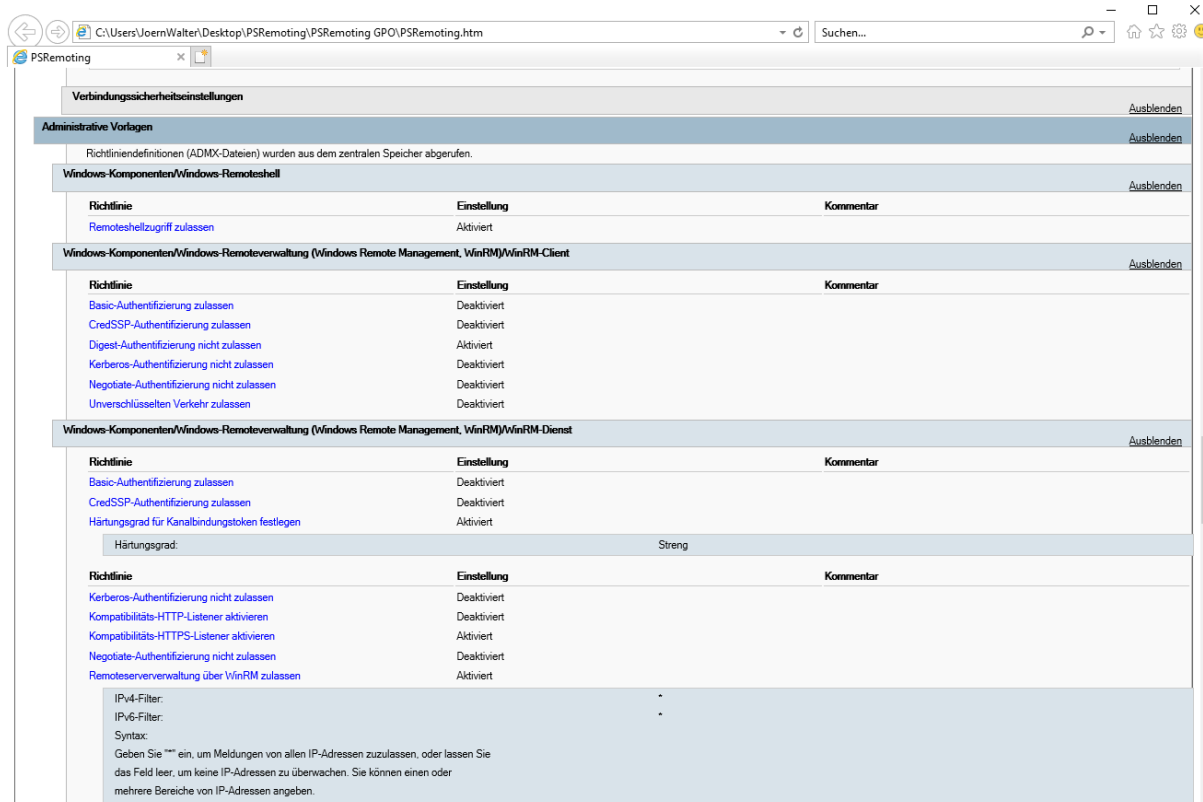 C:\Users\JoernWalter\Desktop\PSRemoting\PSRemoting GPO\PSRemoting.htm
Suchen...
PSRemoting
Verbindungssicherheitseinstellungen
Ausblenden
Administrative Vorlagen
Ausblenden
Richtliniendefinitionen (ADMX-Dateien) wurden aus dem zentralen Speicher abgerufen.
Windows-Komponenten/Windows-Remoteshell
Ausblenden
Richtlinie Einstellung Kommentar
Remoteshellzugriff zulassen Aktiviert
Windows-Komponenten/Windows-Remoteverwaltung (Windows Remote Management, WinRM)/WinRM-Client
Ausblenden
Richtlinie Einstellung Kommentar
Basic-Authentifizierung zulassen Deaktiviert
CredSSP-Authentifizierung zulassen Deaktiviert
Digest-Authentifizierung nicht zulassen Aktiviert
Kerberos-Authentifizierung nicht zulassen Deaktiviert
Negotiate-Authentifizierung nicht zulassen Deaktiviert
Unverschlüsselten Verkehr zulassen Deaktiviert
Windows-Komponenten/Windows-Remoteverwaltung (Windows Remote Management, WinRM)/WinRM-Dienst
Ausblenden
Richtlinie Einstellung Kommentar
Basic-Authentifizierung zulassen Deaktiviert
CredSSP-Authentifizierung zulassen Deaktiviert
Härtungsgrad für Kanalbindungstoken festlegen Aktiviert
Härtungsgrad: Streng
Richtlinie Einstellung Kommentar
Kerberos-Authentifizierung nicht zulassen Deaktiviert
Kompatibilitäts-HTTP-Listener aktivieren Deaktiviert
Kompatibilitäts-HTTPS-Listener aktivieren Aktiviert
Negotiate-Authentifizierung nicht zulassen Deaktiviert
Remoteserververwaltung über WinRM zulassen Aktiviert
IPv4-Filter: *
IPv6-Filter: *
Syntax:
Geben Sie "*" ein, um Meldungen von allen IP-Adressen zuzulassen, oder lassen Sie
das Feld leer, um keine IP-Adressen zu überwachen. Sie können einen oder
mehrere Bereiche von IP-Adressen angeben.